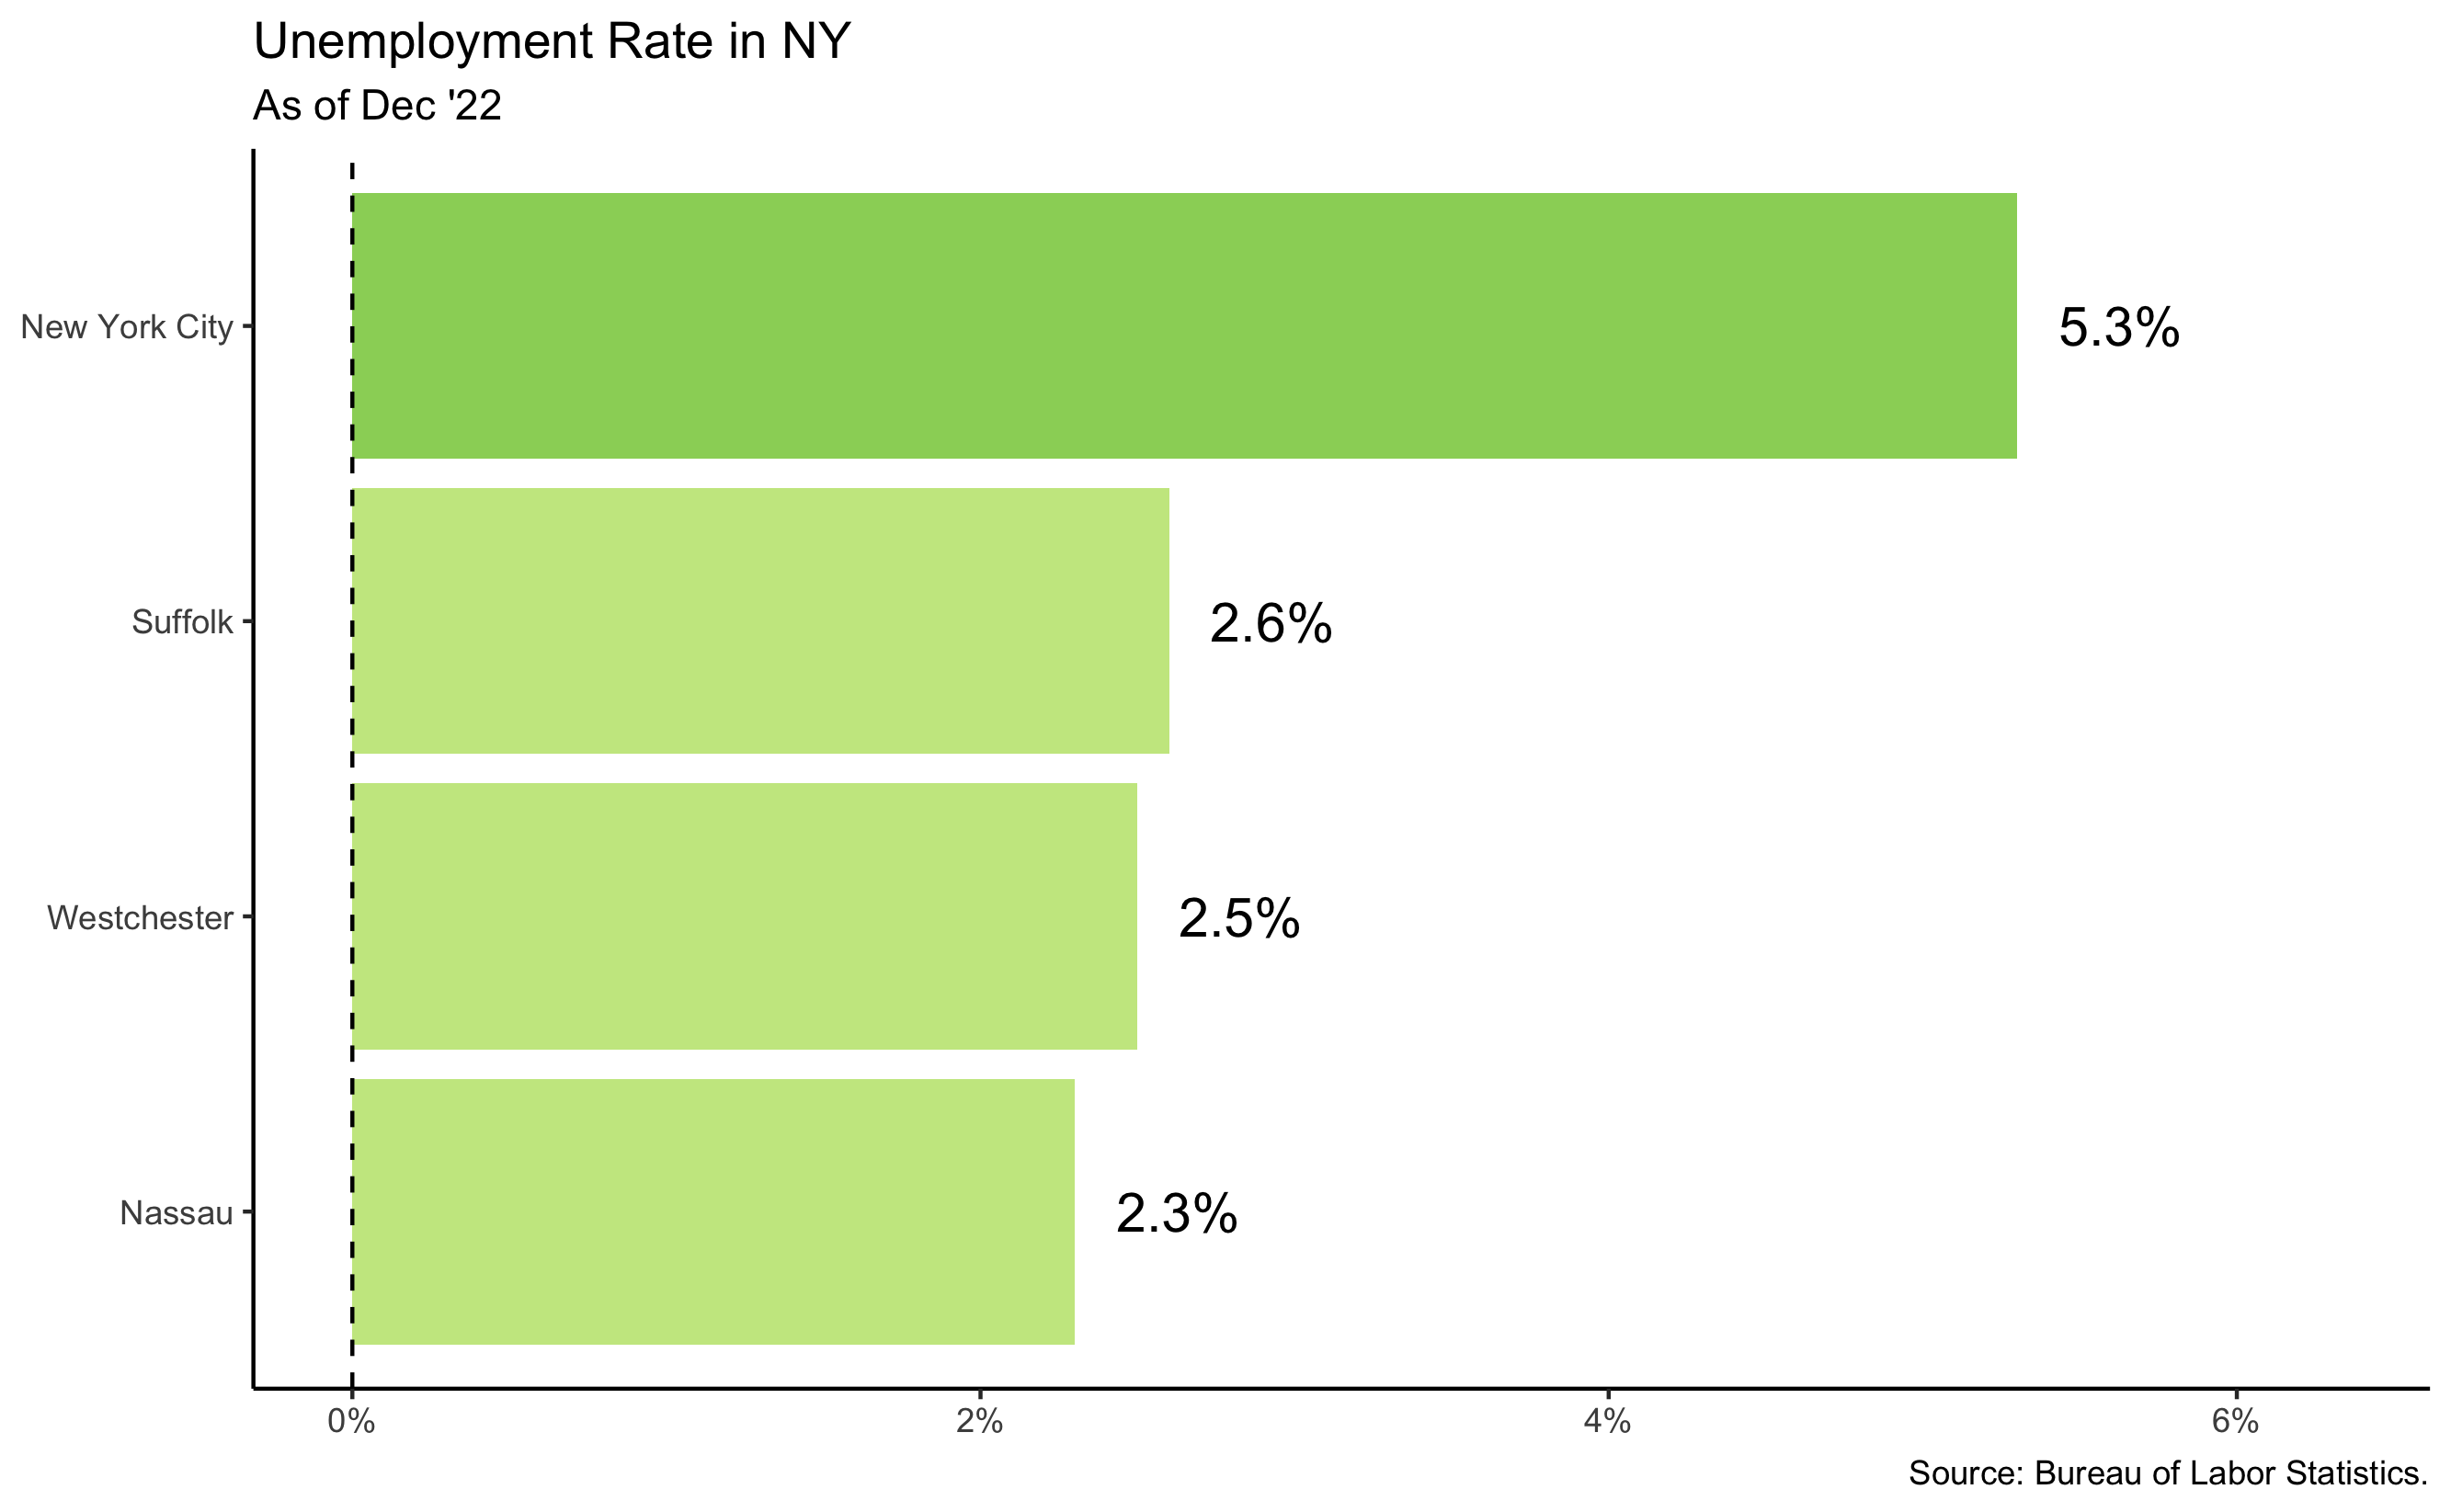 Unemployment Rate in NY
As of Dec '22
New York City
5.3%
Suffolk
2.6%
Westchester
2.5%
Nassau
2.3%
0% 2% 4% 6%
Source: Bureau of Labor Statistics.